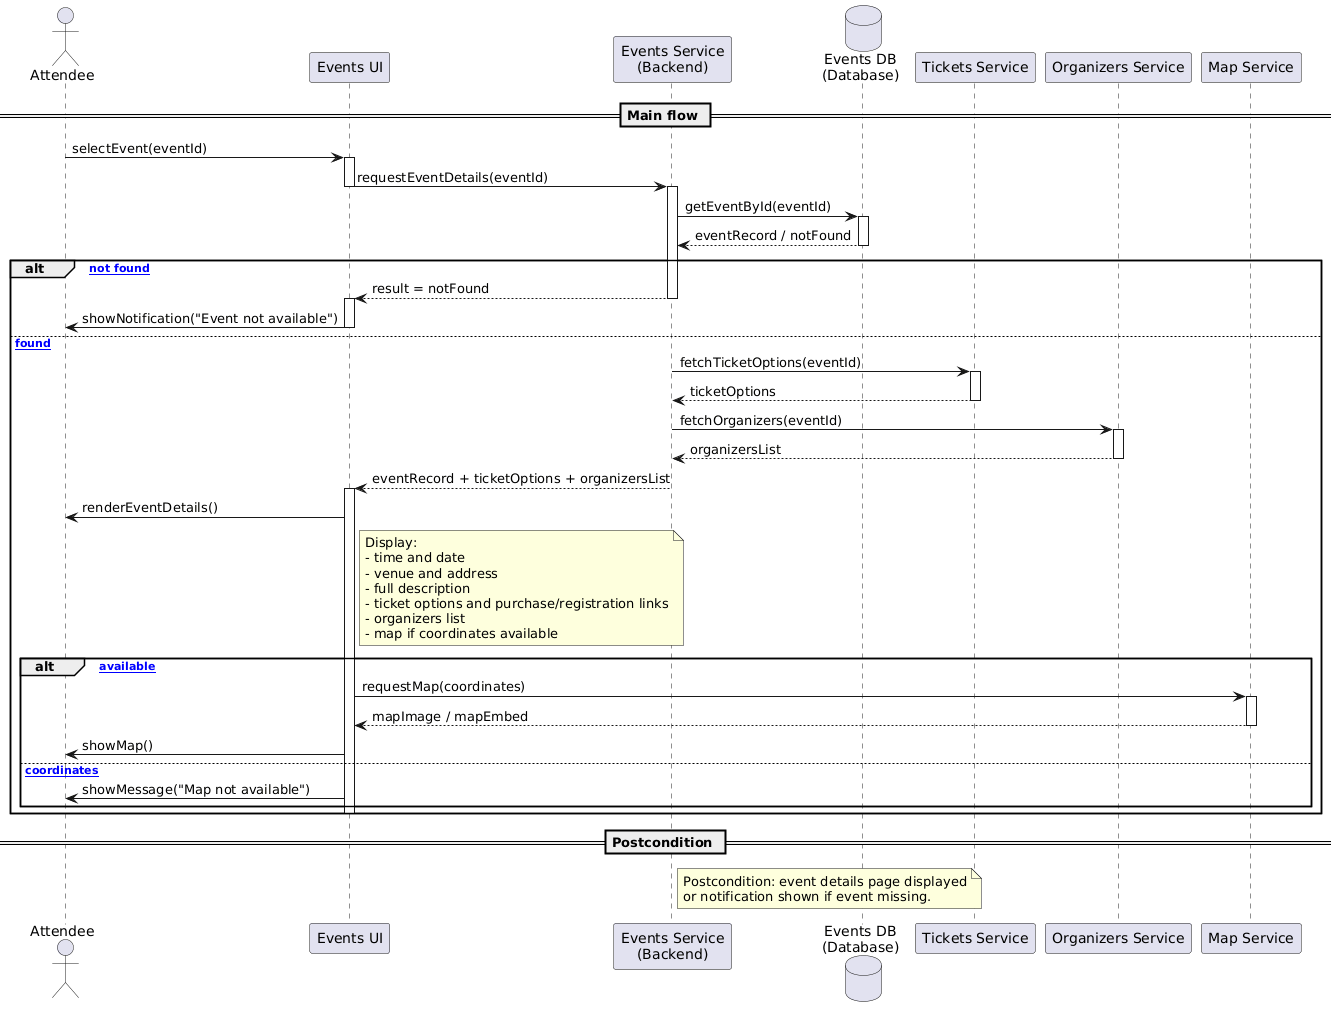 Attendee
Events UI
Events Service
(Backend)
Events DB
(Database)
Tickets Service
Organizers Service
Map Service
Main flow
selectEvent(eventId)
requestEventDetails(eventId)
getEventById(eventId)
eventRecord / notFound
alt
not found
result = notFound
showNotification("Event not available")
found
fetchTicketOptions(eventId)
ticketOptions
fetchOrganizers(eventId)
organizersList
eventRecord + ticketOptions + organizersList
renderEventDetails()
Display:
- time and date
- venue and address
- full description
- ticket options and purchase/registration links
- organizers list
- map if coordinates available
alt
available
requestMap(coordinates)
mapImage / mapEmbed
showMap()
coordinates
showMessage("Map not available")
Postcondition
Postcondition: event details page displayed
or notification shown if event missing.
Attendee
Events UI
Events Service
(Backend)
Events DB
(Database)
Tickets Service
Organizers Service
Map Service